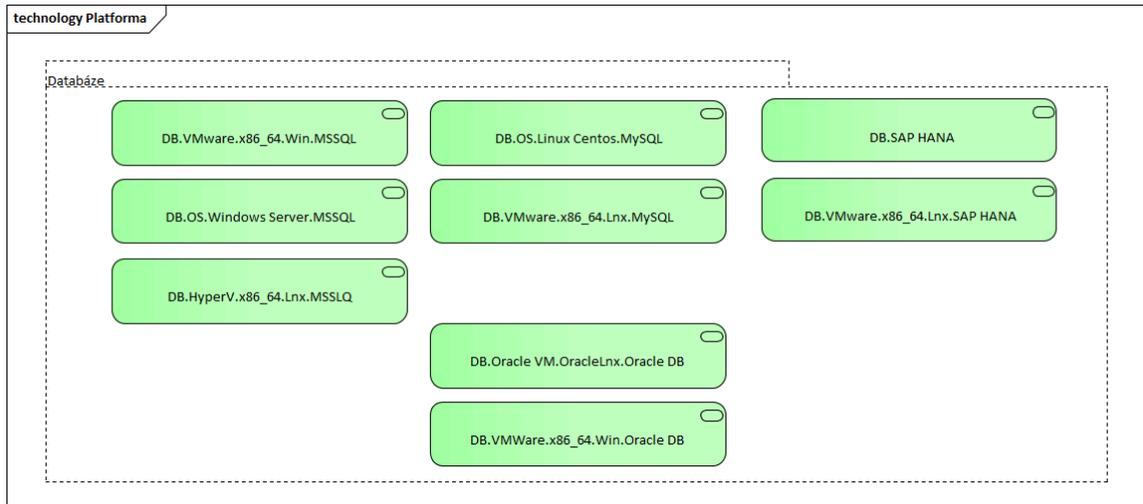 technology Platforma
Databáze
DB.VMware.x86_64.Win.MSSQL
DB.OS.Linux Centos.MySQL
DB.SAP HANA
DB.OS.Windows Server.MSSQL
DB.VMware.x86_64.Lnx.MySQL
DB.VMware.x86_64.Lnx.SAP HANA
DB.HyperV.x86_64.Lnx.MSSLQ
DB.Oracle VM.OracleLnx.Oracle DB
DB.VMWare.x86_64.Win.Oracle DB